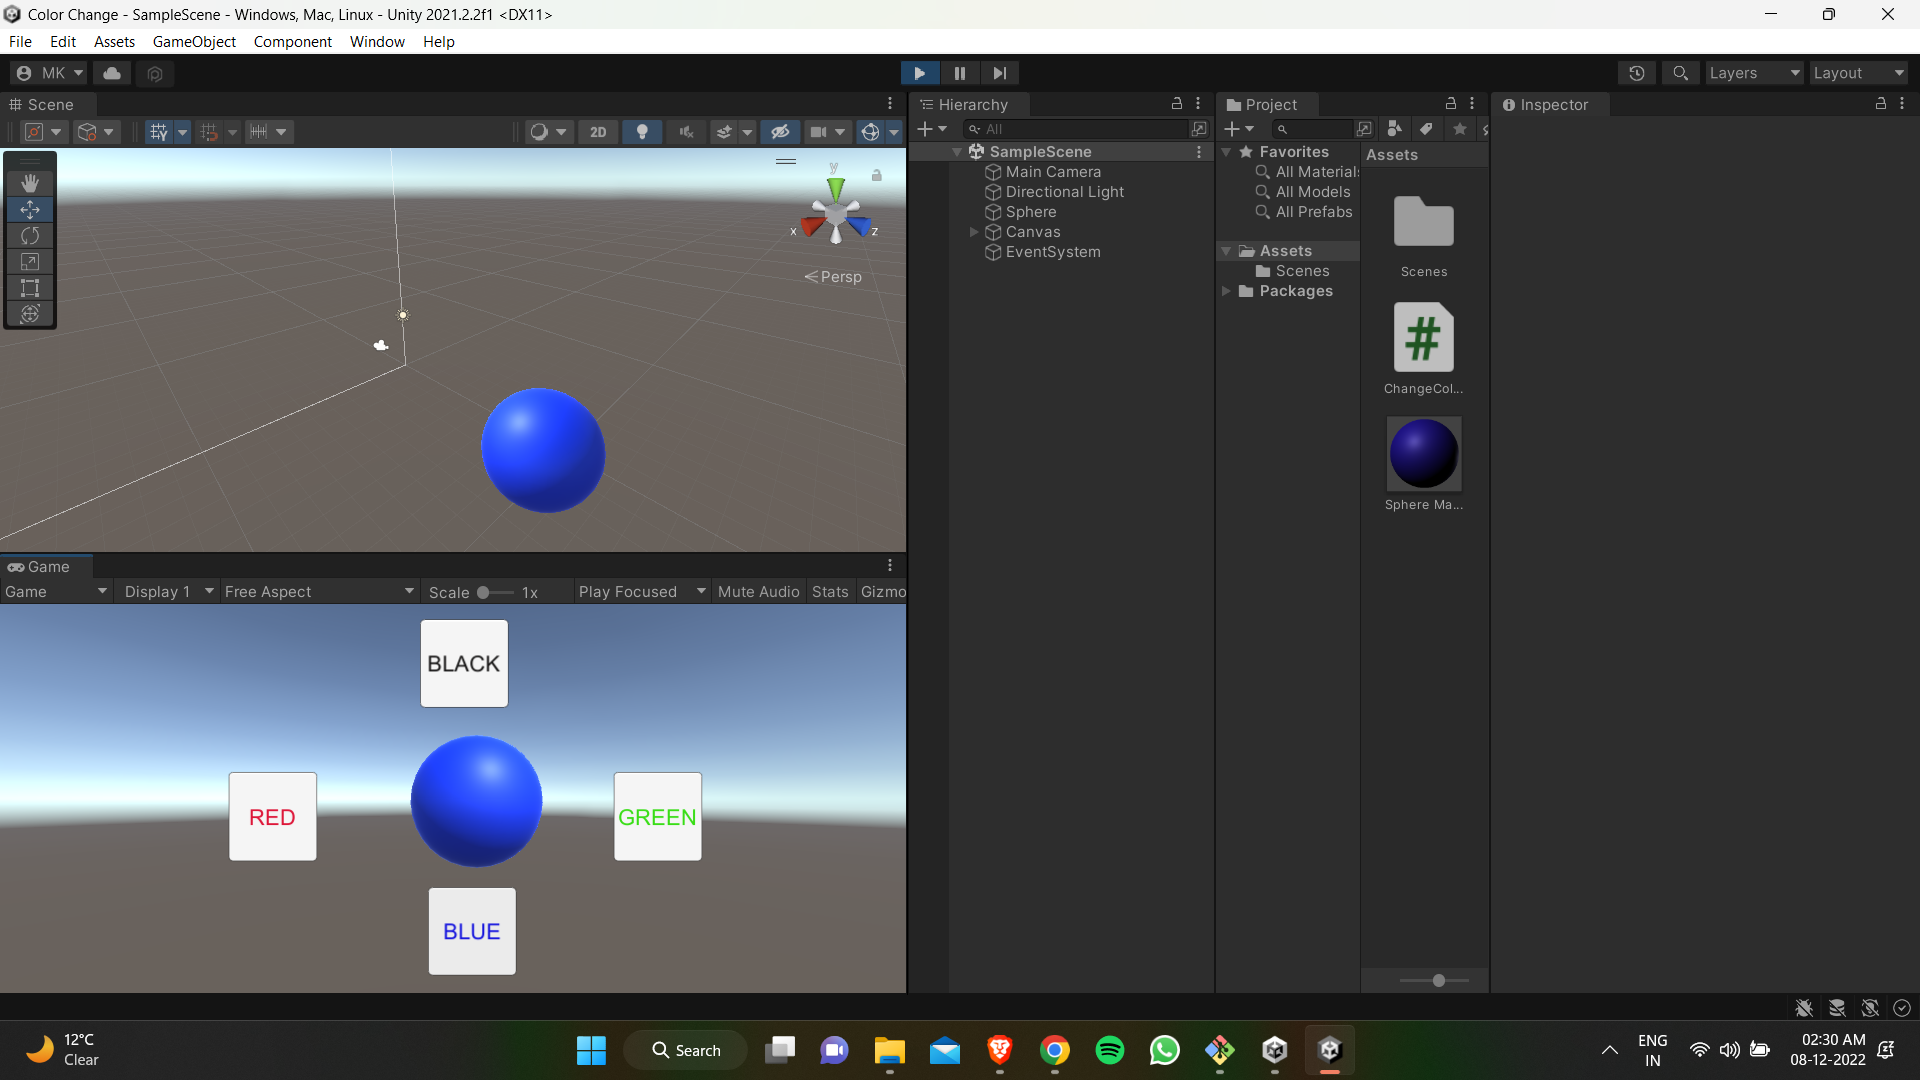 Color Change - SampleScene - Windows, Mac, Linux - Unity 2021.2.2f1 <DX11>
File Edit Assets GameObject Component Window Help
MK
Layers
Layout
Scene
2D
y
x
z
Persp
Hierarchy
All
SampleScene
Main Camera
Directional Light
Sphere
Canvas
EventSystem
Project
Favorites
All Materials
All Models
All Prefabs
Assets
Scenes
Packages
Assets
Scenes
#
ChangeCol...
Sphere Ma...
Inspector
Game
Game Display 1 Free Aspect Scale 1x Play Focused Mute Audio Stats Gizmo
BLACK
RED
GREEN
BLUE
12°C
Clear
Search
ENG
IN
02:30 AM
08-12-2022